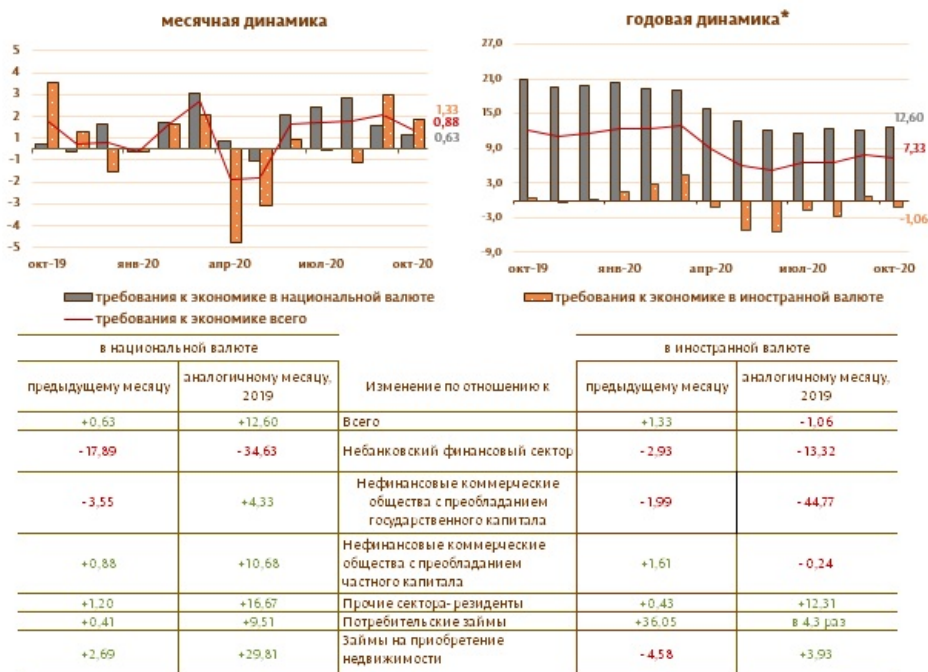 месячная динамика
годовая динамика*
5
4
3
2
1
-1
-2
-3
-4
-5
1,33
0,88
0,63
окт-19
янв-20
апр-20
июл-20
окт-20
27,0
21,0
15,0
9,0
3,0
-3,0
-9,0
12,60
7,33
-1,06
окт-19
янв-20
апр-20
июл-20
окт-20
требования к экономике в национальной валюте
требования к экономике в иностранной валюте
требования к экономике всего
в национальной валюте
в иностранной валюте
предыдущему месяцу
аналогичному месяцу,
2019
Изменение по отношению к
предыдущему месяцу
аналогичному месяцу,
2019
+0,63
+12,60
Всего
+1,33
-1,06
-17,89
-34,63
Небанковский финансовый сектор
-2,93
-13,32
-3,55
+4,33
Нефинансовые коммерческие
общества с преобладанием
государственного капитала
-1,99
-44,77
+0,88
+10,68
Нефинансовые коммерческие
общества с преобладанием
частного капитала
+1,61
-0,24
+1,20
+16,67
Прочие сектора-резиденты
+0,43
+12,31
+0,41
+9,51
Потребительские займы
+36,05
в 4,3 раз
+2,69
+29,81
Займы на приобретение
недвижимости
-4,58
+3,93